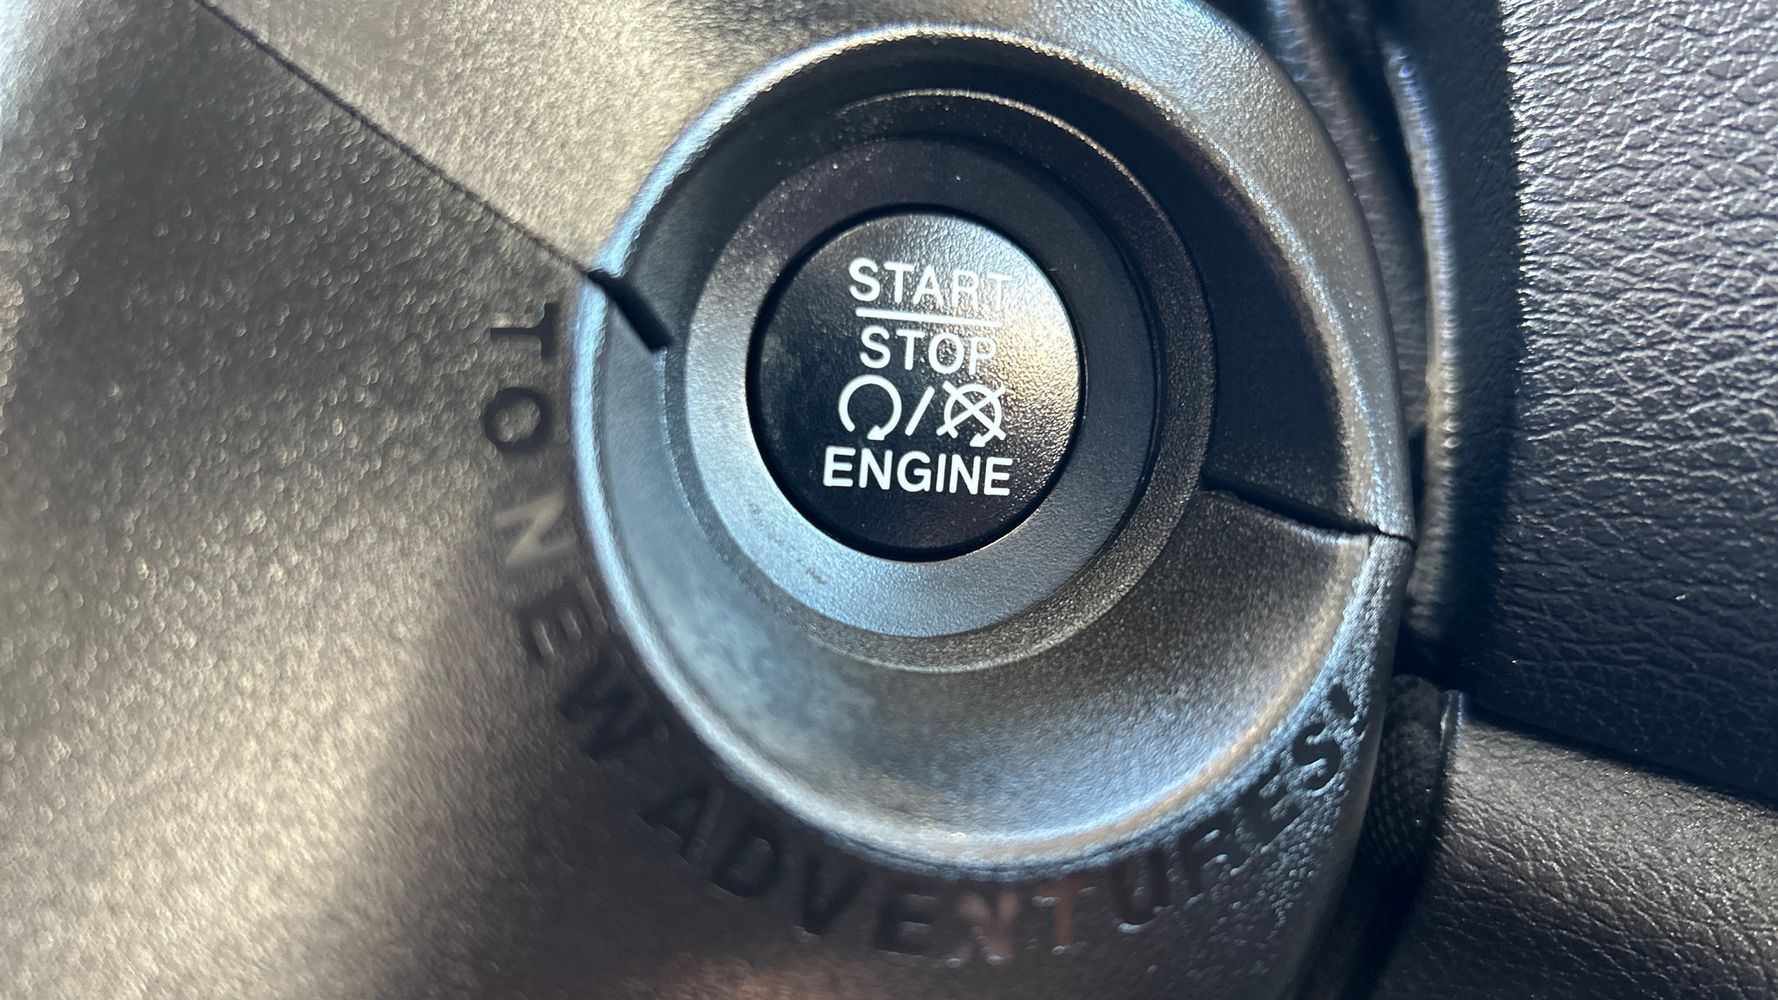 START
STOP
ENGINE
TO NEW ADVENTURES!